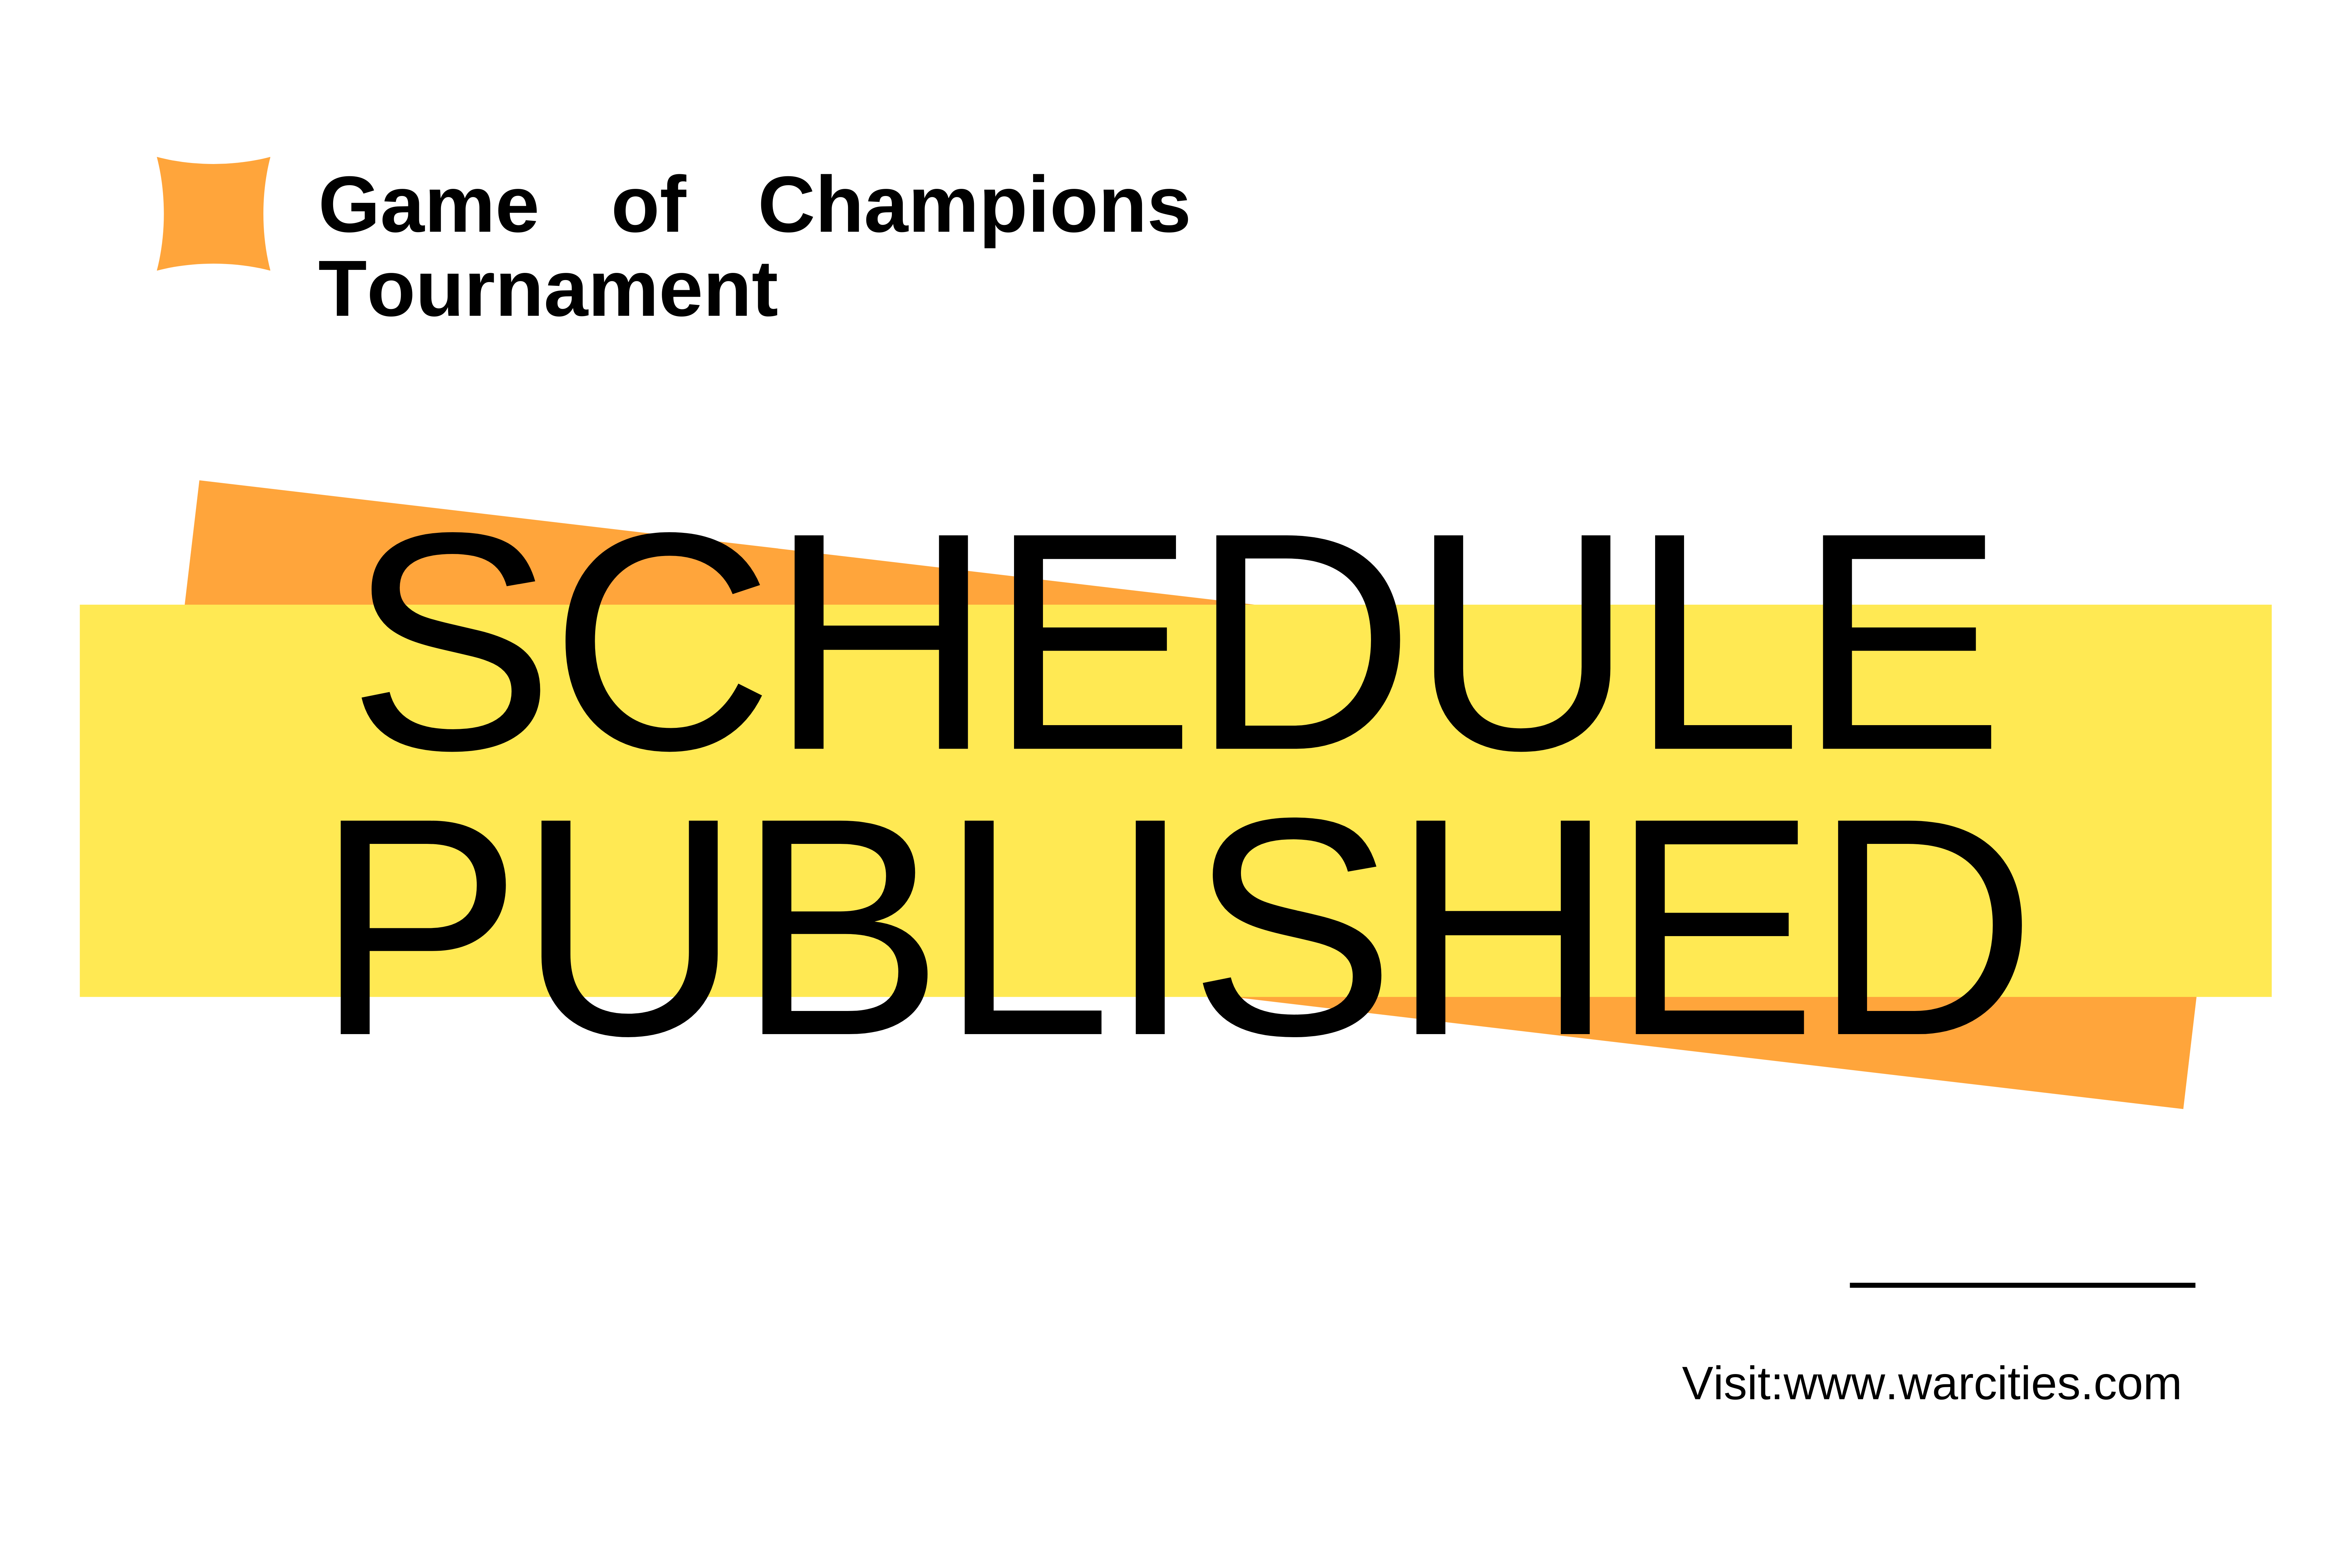 Game of Champions
Tournament
SCHEDULE
PUBLISHED
Visit:www.warcities.com